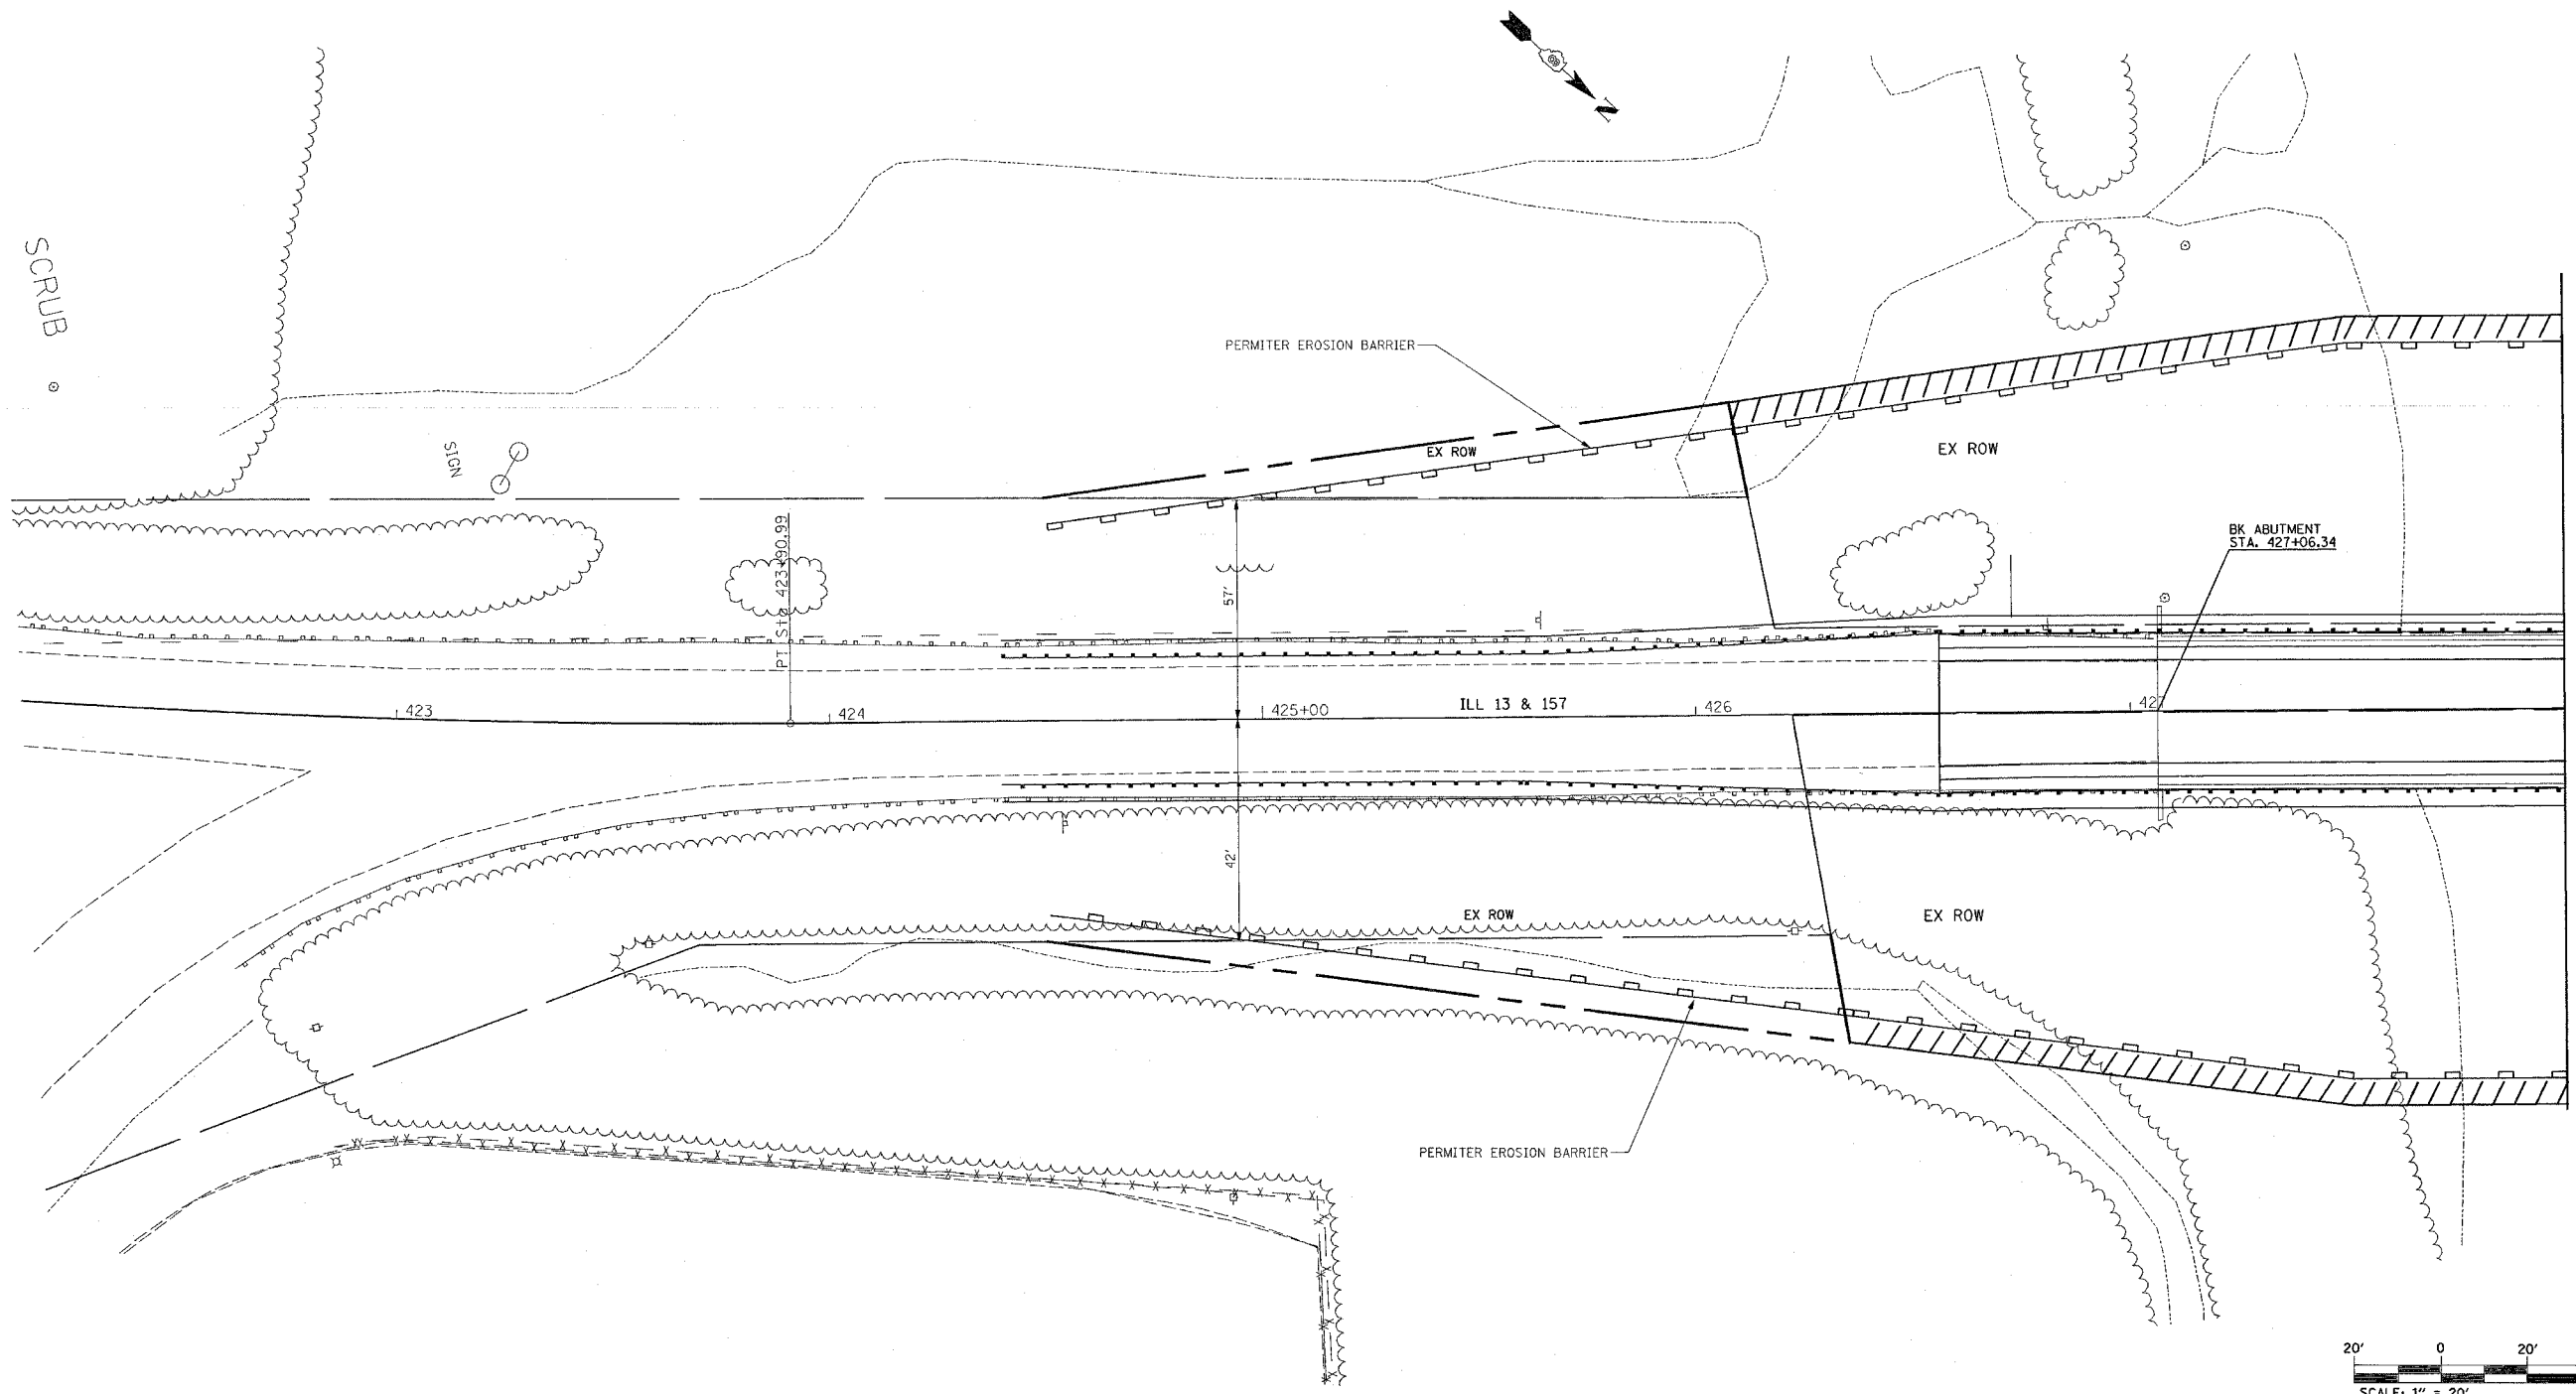 N
SCRUB
PERMITER EROSION BARRIER
SIGN
EX ROW
EX ROW
PT Sta 423+90.99
BK ABUTMENT
STA. 427+06.34
57'
423
424
425+00
ILL 13 & 157
426
427
42'
EX ROW
EX ROW
PERMITER EROSION BARRIER
20' 0 20'
SCALE: 1" = 20'